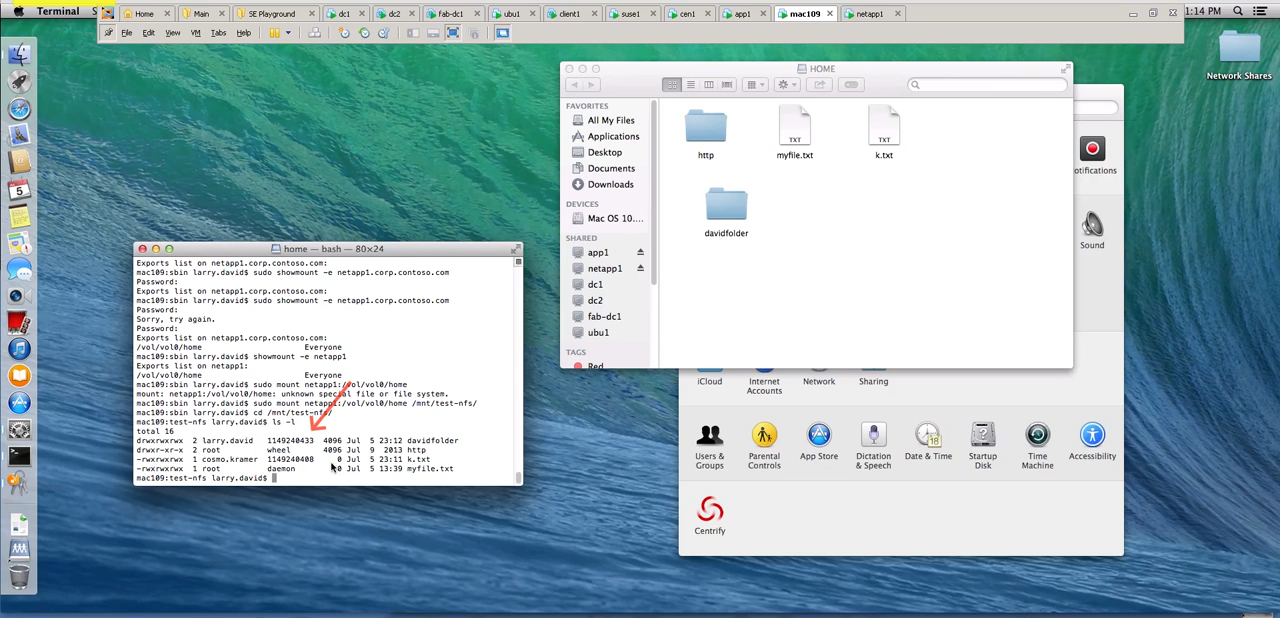 Terminal
S
Home
Main
SE Playground
dc1
dc2
fab-dc1
ubu1
client1
suse1
cen1
app1
mac109
netapp1
1:14 PM
File Edit View VM Tabs Help
Network Shares
HOME
FAVORITES
All My Files
Applications
Desktop
Documents
Downloads
DEVICES
Mac OS 10....
SHARED
app1
netapp1
dc1
dc2
fab-dc1
ubu1
TAGS
Red
http
TXT
myfile.txt
TXT
k.txt
davidfolder
otifications
Sound
home — bash — 80×24
Exports list on netapp1.corp.contoso.com:
mac109:sbin larry.david$ sudo showmount -e netapp1.corp.contoso.com
Password:
Exports list on netapp1.corp.contoso.com:
mac109:sbin larry.david$ sudo showmount -e netapp1.corp.contoso.com
Password:
Sorry, try again.
Password:
Exports list on netapp1.corp.contoso.com:
/vol/vol0/home Everyone
mac109:sbin larry.david$ showmount -e netapp1
Exports list on netapp1:
/vol/vol0/home Everyone
mac109:sbin larry.david$ sudo mount netapp1:/vol/vol0/home
mount: netapp1:/vol/vol0/home: unknown special file or file system.
mac109:sbin larry.david$ sudo mount netapp1:/vol/vol0/home /mnt/test-nfs/
mac109:sbin larry.david$ cd /mnt/test-nfs/
mac109:test-nfs larry.david$ ls -l
total 16
drwxrwxrwx 2 larry.david 1149240433 4096 Jul 5 23:12 davidfolder
drwxr-xr-x 2 root wheel 4096 Jul 9 2013 http
-rwxrwxrwx 1 cosmo.kramer 1149240408 0 Jul 5 23:11 k.txt
-rwxrwxrwx 1 root daemon 0 Jul 5 13:39 myfile.txt
mac109:test-nfs larry.david$
iCloud
Internet
Accounts
Network
Sharing
Users &
Groups
Parental
Controls
App Store
Dictation
& Speech
18
Date & Time
Startup
Disk
Time
Machine
Accessibility
Centrify
5